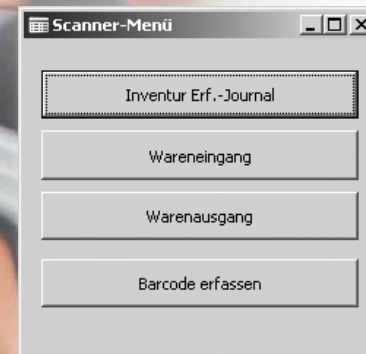 Scanner-Menü
Inventur Erf.-Journal
Wareneingang
Warenausgang
Barcode erfassen